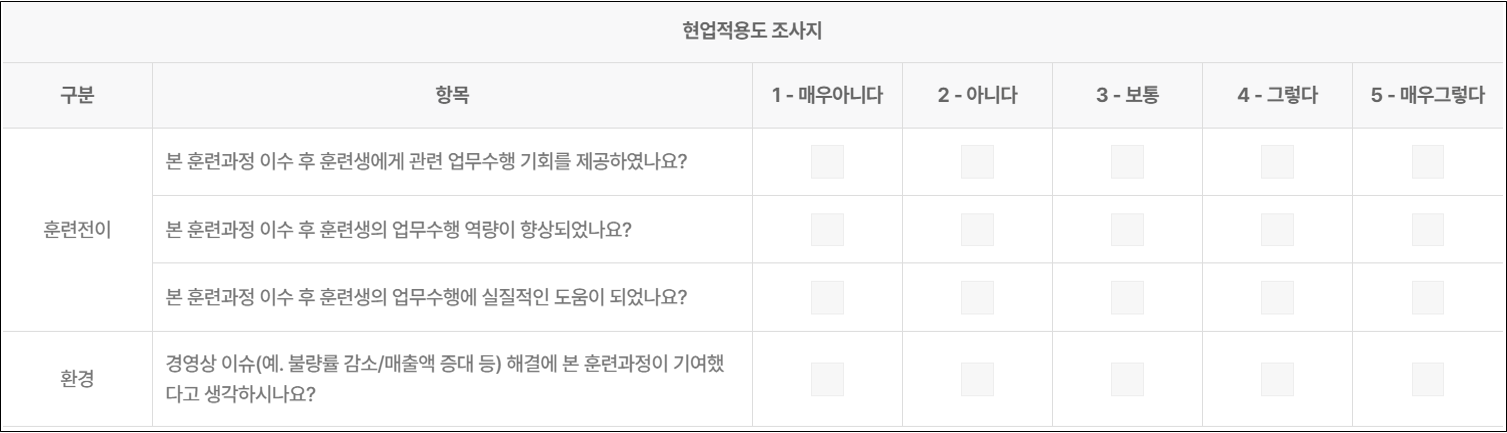 현업적용도 조사지
구분 항목 1 - 매우아니다 2 - 아니다 3 - 보통 4 - 그렇다 5 - 매우그렇다
본 훈련과정 이수 후 훈련생에게 관련 업무수행 기회를 제공하였나요?
훈련전이 본 훈련과정 이수 후 훈련생의 업무수행 역량이 향상되었나요?
본 훈련과정 이수 후 훈련생의 업무수행에 실질적인 도움이 되었나요?
환경 경영상 이슈(예. 불량률 감소/매출액 증대 등) 해결에 본 훈련과정이 기여했
다고 생각하시나요?